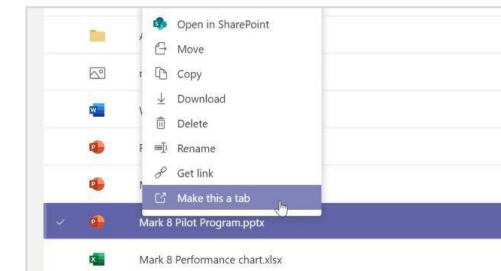 Open in SharePoint
Move
Copy
Download
Delete
Rename
Get link
Make this a tab
Mark 8 Pilot Program.pptx
Mark 8 Performance chart.xlsx